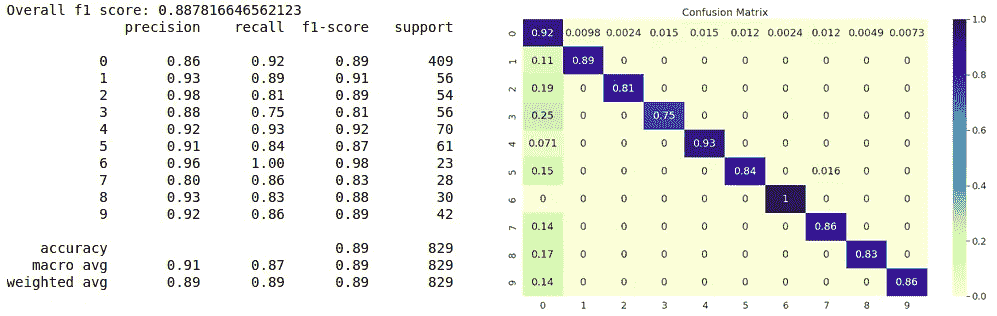 Overall f1 score: 0.887816646562123
precision recall f1-score support
0 0.86 0.92 0.89 409
1 0.93 0.89 0.91 56
2 0.98 0.81 0.89 54
3 0.88 0.75 0.81 56
4 0.92 0.93 0.92 70
5 0.91 0.84 0.87 61
6 0.96 1.00 0.98 23
7 0.80 0.86 0.83 28
8 0.93 0.83 0.88 30
9 0.92 0.86 0.89 42
accuracy 0.89 829
macro avg 0.91 0.87 0.89 829
weighted avg 0.89 0.89 0.89 829
Confusion Matrix
0 0.92 0.0098 0.0024 0.015 0.015 0.012 0.0024 0.012 0.0049 0.0073
1 0.11 0.89 0 0 0 0 0 0 0 0
2 0.19 0 0.81 0 0 0 0 0 0 0
3 0.25 0 0 0.75 0 0 0 0 0 0
4 0.071 0 0 0 0.93 0 0 0 0 0
5 0.15 0 0 0 0 0.84 0 0.016 0 0
6 0 0 0 0 0 0 1 0 0 0
7 0.14 0 0 0 0 0 0 0.86 0 0
8 0.17 0 0 0 0 0 0 0 0.83 0
9 0.14 0 0 0 0 0 0 0 0 0.86
0 1 2 3 4 5 6 7 8 9
1.0
0.8
0.6
0.4
0.2
0.0